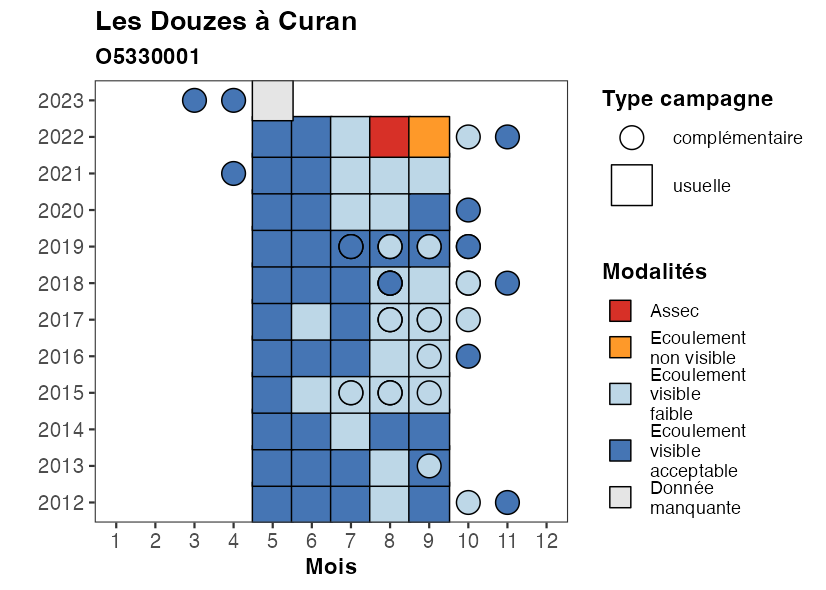 Les Douzes à Curan
O5330001
2023
2022
2021
2020
2019
2018
2017
2016
2015
2014
2013
2012
1 2 3 4 5 6 7 8 9 10 11 12
Mois
Type campagne
complémentaire
usuelle
Modalités
Assec
Ecoulement
non visible
Ecoulement
visible
faible
Ecoulement
visible
acceptable
Donnée
manquante